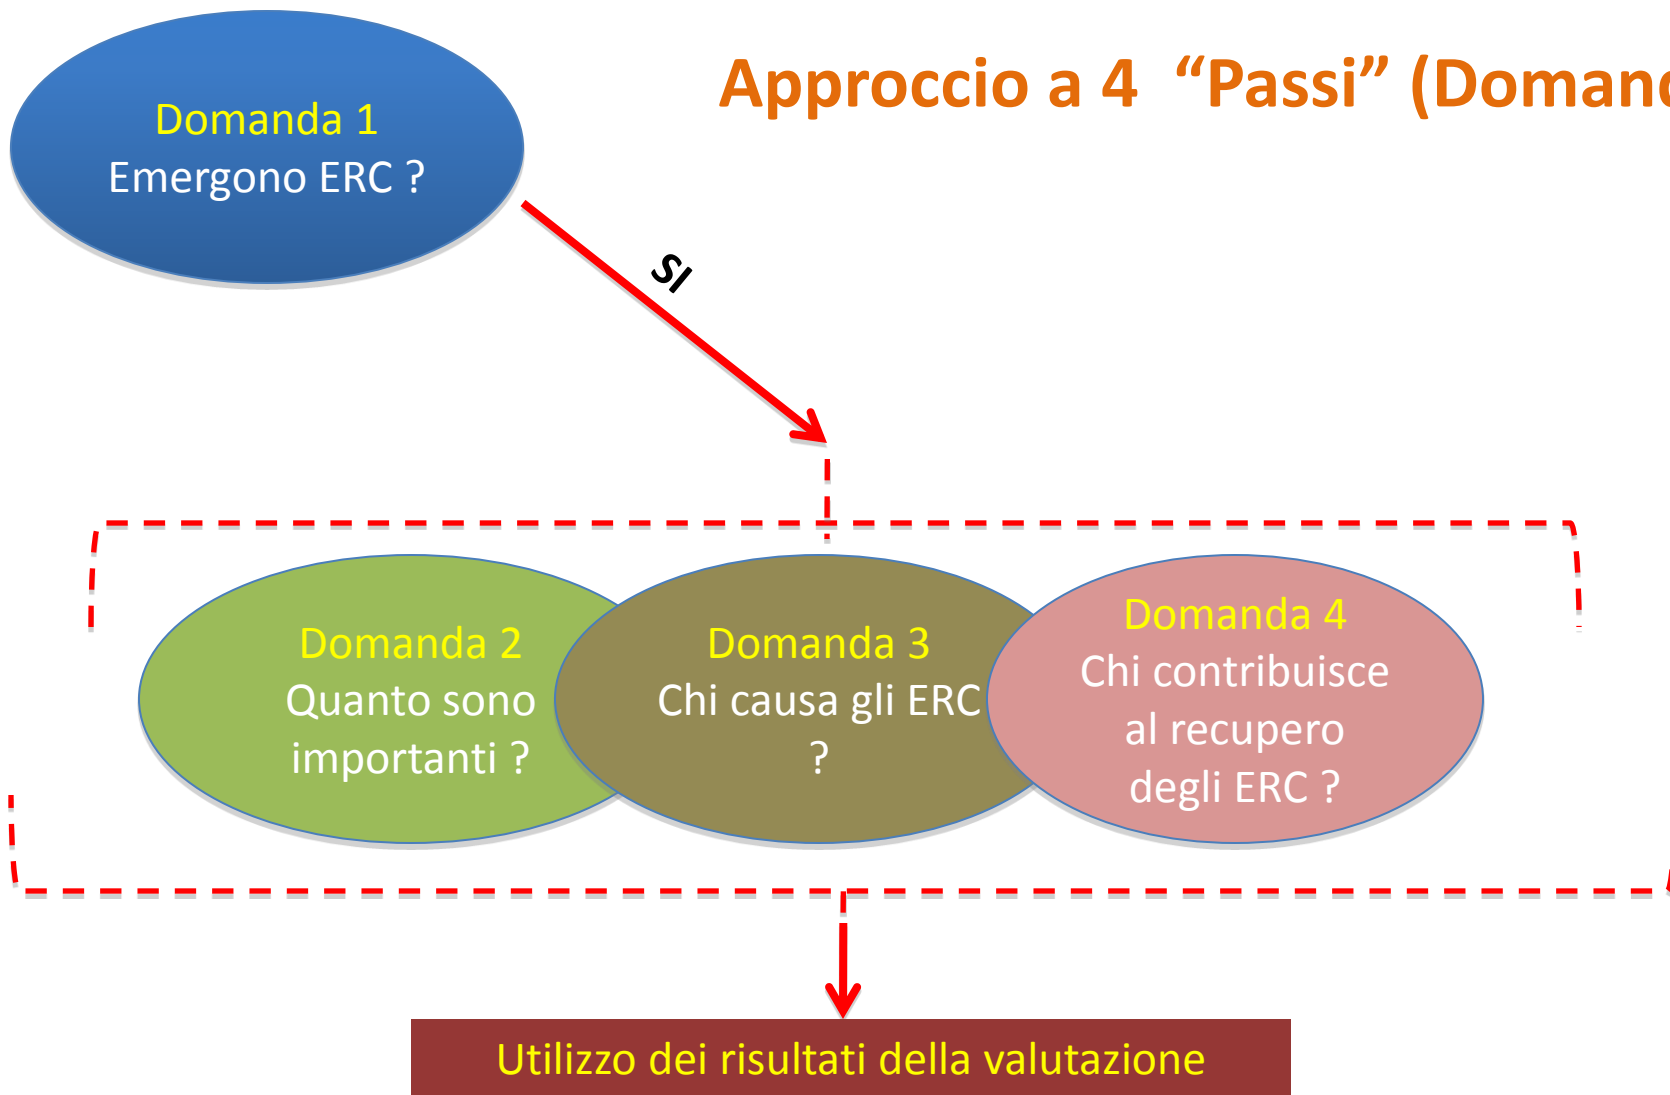 Approccio a 4 “Passi” (Domand
Domanda 1
Emergono ERC ?
SI
Domanda 2
Quanto sono
importanti ?
Domanda 3
Chi causa gli ERC
?
Domanda 4
Chi contribuisce
al recupero
degli ERC ?
Utilizzo dei risultati della valutazione